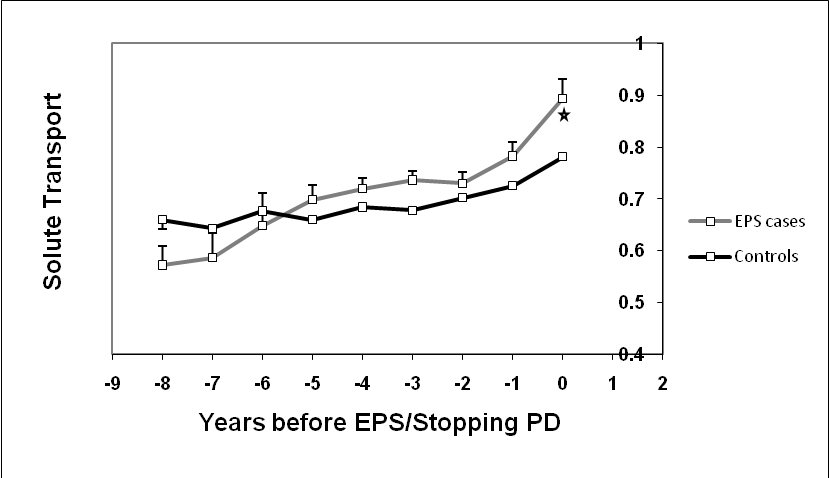 1
0.9
0.8
0.7
0.6
0.5
0.4
Solute Transport
-9 -8 -7 -6 -5 -4 -3 -2 -1 0 1 2
Years before EPS/Stopping PD
EPS cases
Controls